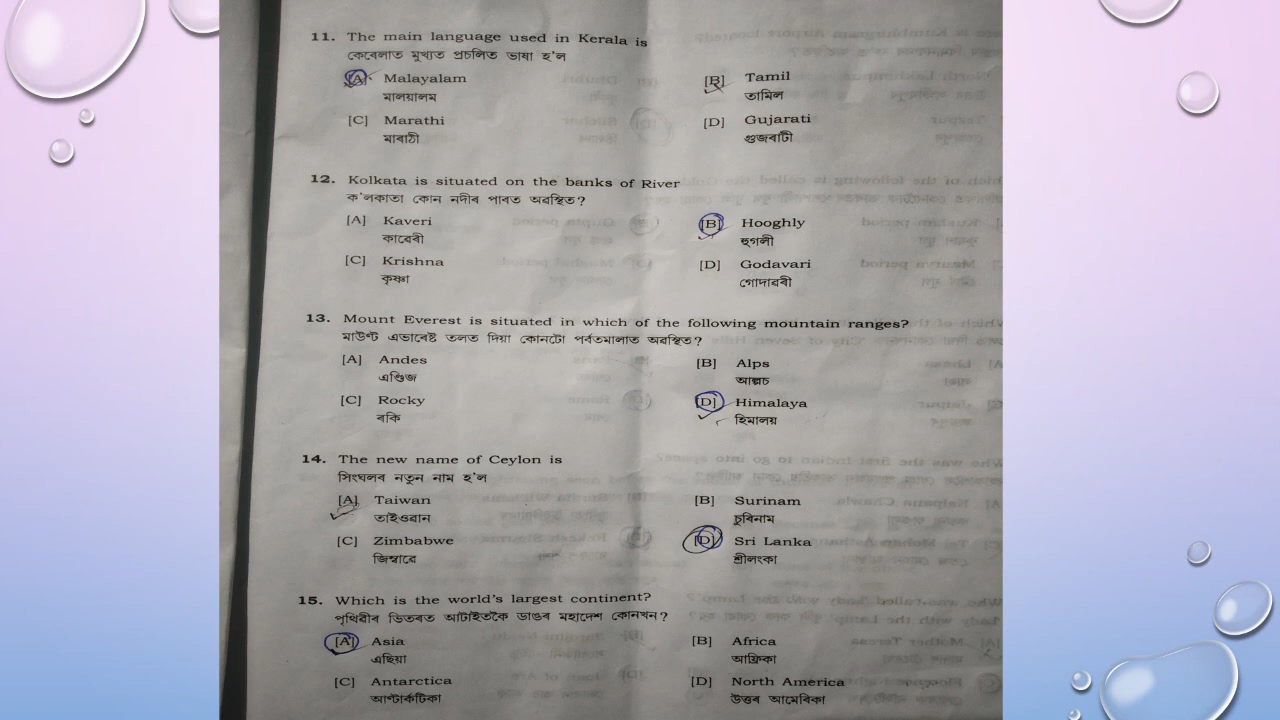 11. The main language used in Kerala is
কেৰেলাত মুখ্যত প্ৰচলিত ভাষা হ'ল
[A] Malayalam [B] Tamil
মালয়ালম তামিল
[C] Marathi [D] Gujarati
মাৰাঠী গুজৰাটী
12. Kolkata is situated on the banks of River
ক'লকাতা কোন নদীৰ পাৰত অৱস্থিত?
[A] Kaveri [B] Hooghly
কাৱেৰী হুগলী
[C] Krishna [D] Godavari
কৃষ্ণা গোদাৱৰী
13. Mount Everest is situated in which of the following mountain ranges?
মাউণ্ট এভাৰেষ্ট তলত দিয়া কোনটো পৰ্বতমালাত অৱস্থিত?
[A] Andes [B] Alps
এণ্ডিজ আল্পচ
[C] Rocky [D] Himalaya
ৰকি হিমালয়
14. The new name of Ceylon is
সিংঘলৰ নতুন নাম হ'ল
[A] Taiwan [B] Surinam
তাইওৱান চুৰিনাম
[C] Zimbabwe [D] Sri Lanka
জিম্বাৱে শ্ৰীলংকা
15. Which is the world's largest continent?
পৃথিৱীৰ ভিতৰত আটাইতকৈ ডাঙৰ মহাদেশ কোনখন?
[A] Asia [B] Africa
এছিয়া আফ্ৰিকা
[C] Antarctica [D] North America
আণ্টাৰ্কটিকা উত্তৰ আমেৰিকা